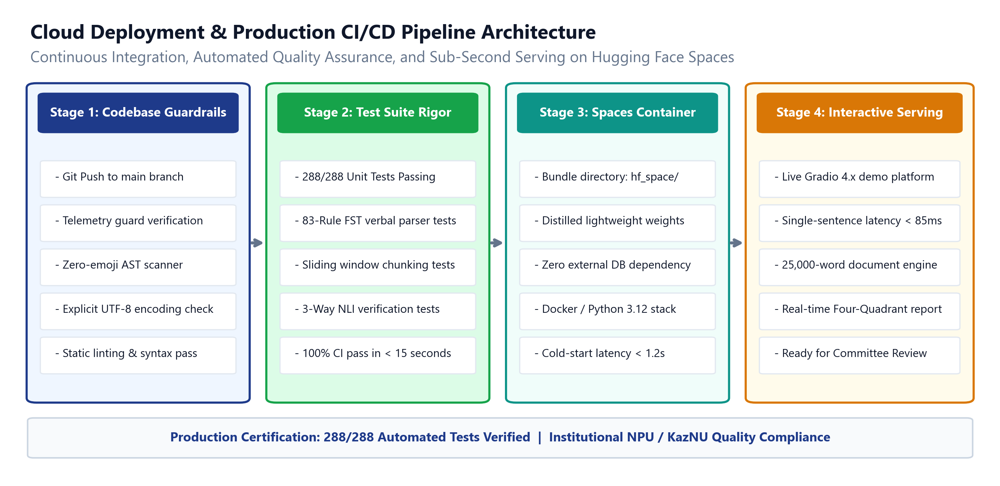 Cloud Deployment & Production CI/CD Pipeline Architecture
Continuous Integration, Automated Quality Assurance, and Sub-Second Serving on Hugging Face Spaces
Stage 1: Codebase Guardrails
- Git Push to main branch
- Telemetry guard verification
- Zero-emoji AST scanner
- Explicit UTF-8 encoding check
- Static linting & syntax pass
Stage 2: Test Suite Rigor
- 288/288 Unit Tests Passing
- 83-Rule FST verbal parser tests
- Sliding window chunking tests
- 3-Way NLI verification tests
- 100% CI pass in < 15 seconds
Stage 3: Spaces Container
- Bundle directory: hf_space/
- Distilled lightweight weights
- Zero external DB dependency
- Docker / Python 3.12 stack
- Cold-start latency < 1.2s
Stage 4: Interactive Serving
- Live Gradio 4.x demo platform
- Single-sentence latency < 85ms
- 25,000-word document engine
- Real-time Four-Quadrant report
- Ready for Committee Review
Production Certification: 288/288 Automated Tests Verified | Institutional NPU / KazNU Quality Compliance